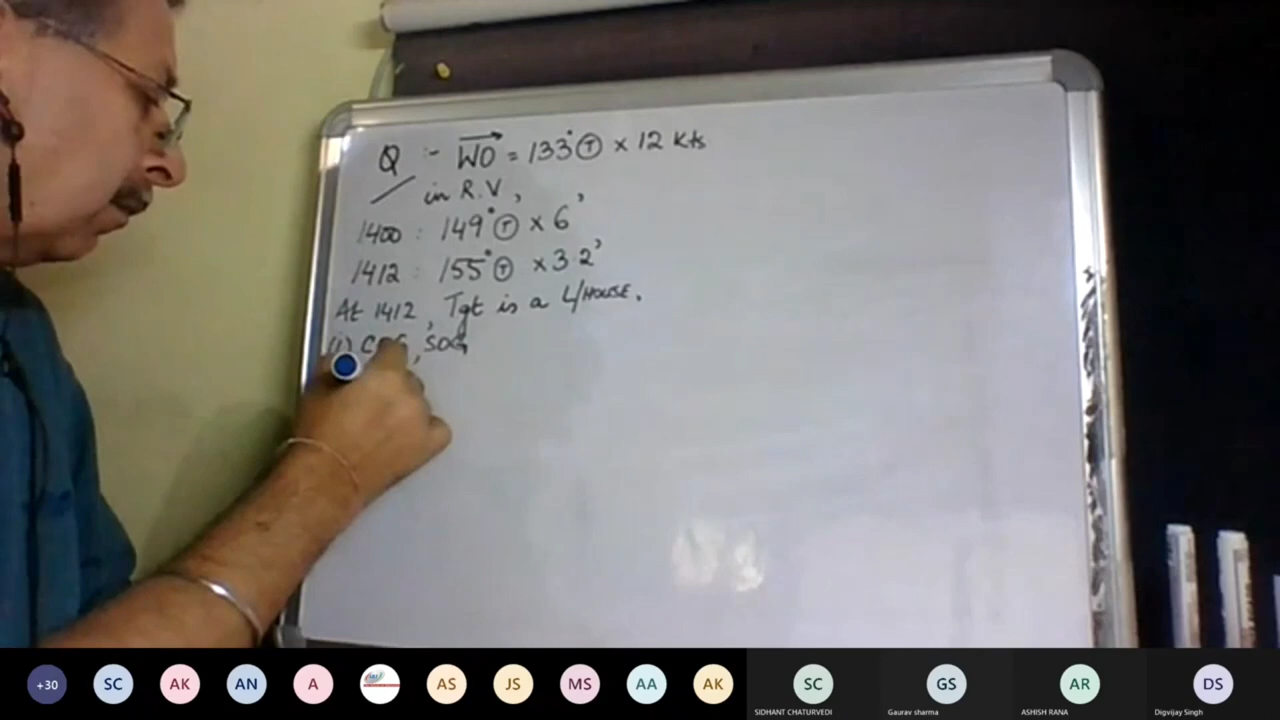 Q :- WO = 133° T × 12 Kts
in R.V,
1400 : 149° T × 6'
1412 : 155° T × 3.2'
At 1412, Tgt is a L/HOUSE.
(i) COG, SOG
+30 SC AK AN A AS JS MS AA AK SC GS AR DS
SIDHANT CHATURVEDI Gaurav sharma ASHISH RANA Digvijay Singh